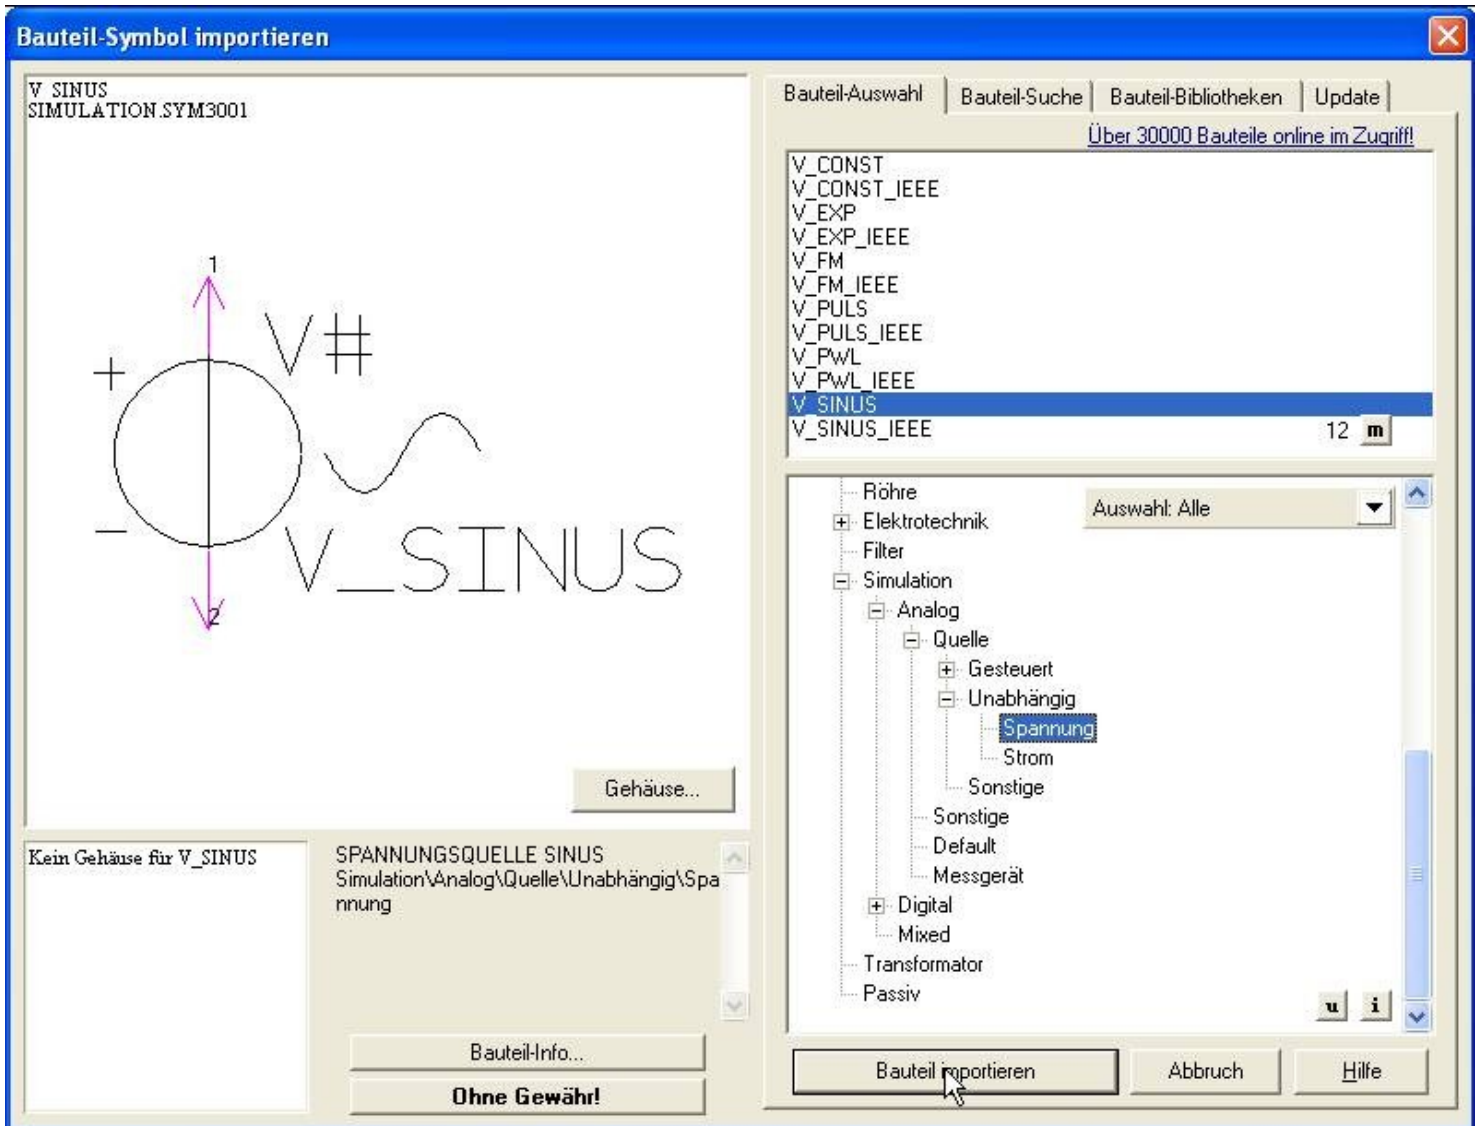 Bauteil-Symbol importieren
V_SINUS
SIMULATION.SYM3001
1
V#
+
-
V_SINUS
2
Gehäuse...
Kein Gehäuse für V_SINUS
SPANNUNGSQUELLE SINUS
Simulation\Analog\Quelle\Unabhängig\Spa
nnung
Bauteil-Info...
Ohne Gewähr!
Bauteil-Auswahl
Bauteil-Suche
Bauteil-Bibliotheken
Update
Über 30000 Bauteile online im Zugriff!
V_CONST
V_CONST_IEEE
V_EXP
V_EXP_IEEE
V_FM
V_FM_IEEE
V_PULS
V_PULS_IEEE
V_PWL
V_PWL_IEEE
V_SINUS
V_SINUS_IEEE
12 m
Röhre
Auswahl: Alle
Elektrotechnik
Filter
Simulation
Analog
Quelle
Gesteuert
Unabhängig
Spannung
Strom
Sonstige
Sonstige
Default
Messgerät
Digital
Mixed
Transformator
Passiv
u i
Bauteil importieren
Abbruch
Hilfe